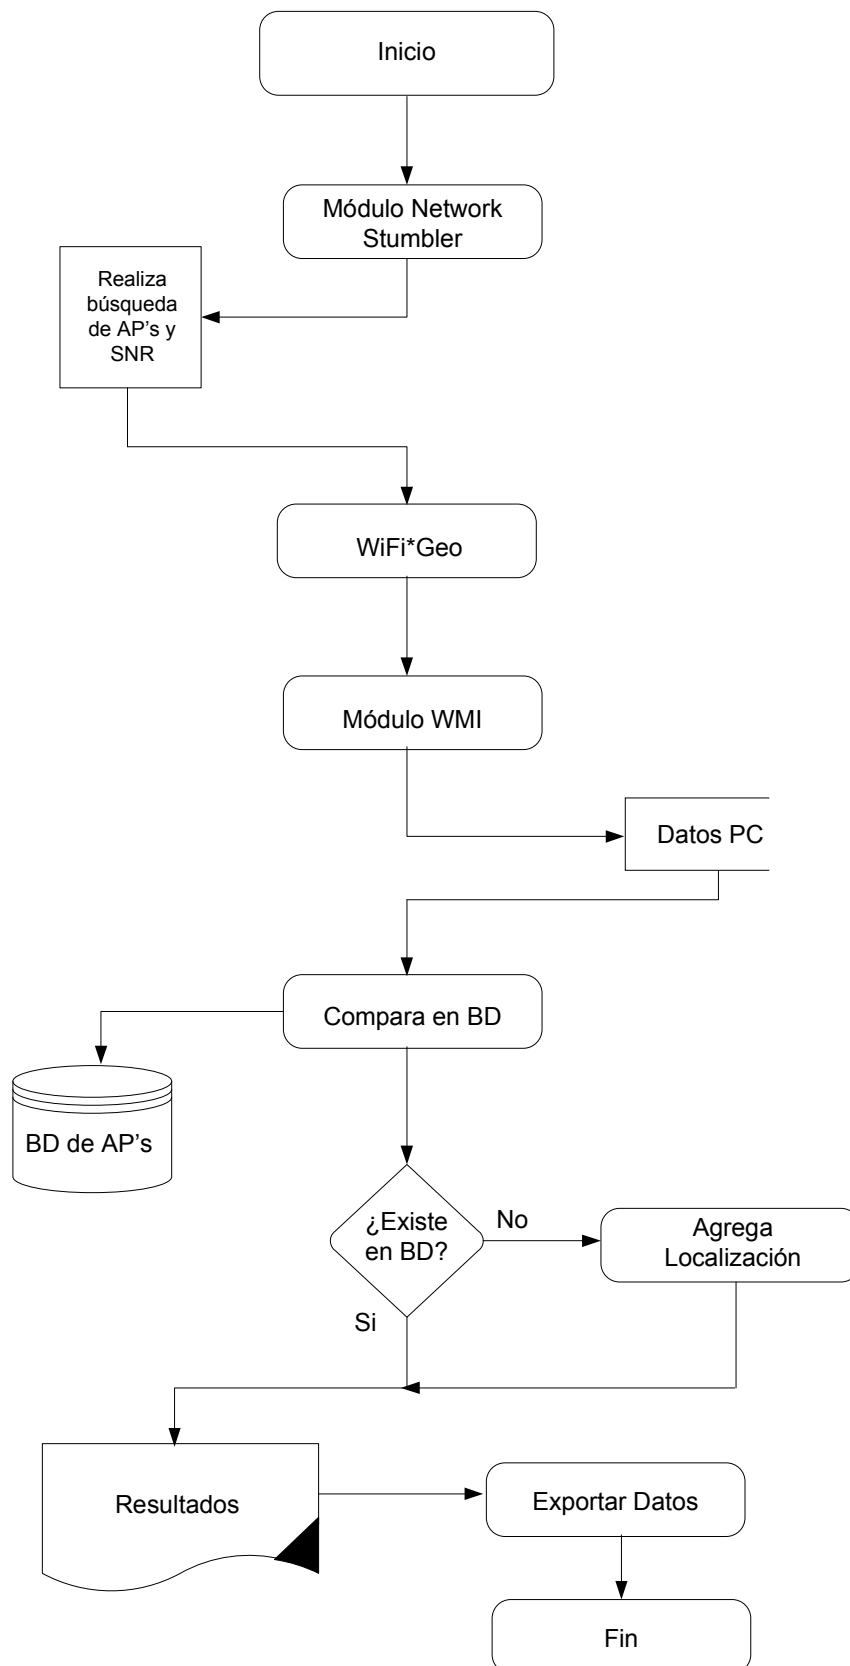 Inicio
Módulo Network
Stumbler
Realiza
búsqueda
de AP’s y
SNR
WiFi*Geo
Módulo WMI
Datos PC
Compara en BD
BD de AP’s
¿Existe
en BD?
No
Agrega
Localización
Si
Resultados
Exportar Datos
Fin